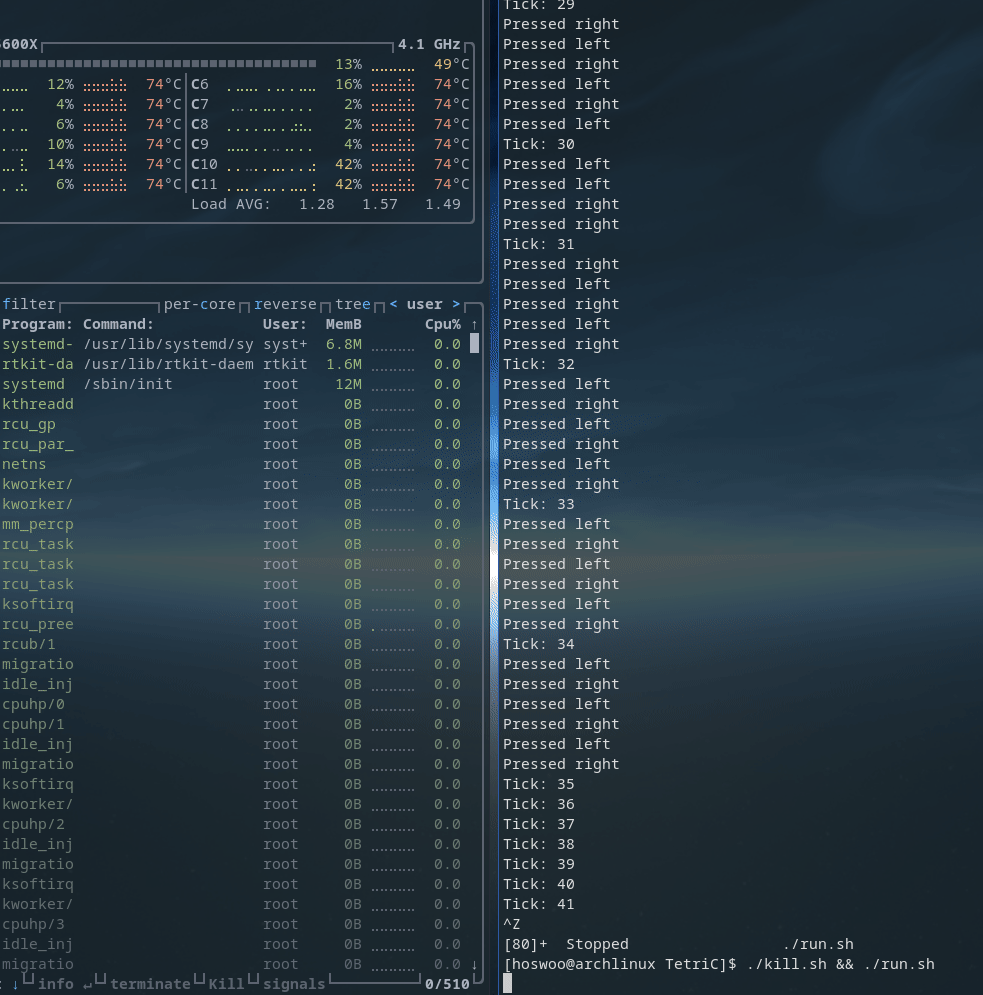 5600X 4.1 GHz
13% 49°C
12% 74°C C6 16% 74°C
4% 74°C C7 2% 74°C
6% 74°C C8 2% 74°C
10% 74°C C9 4% 74°C
14% 74°C C10 42% 74°C
6% 74°C C11 42% 74°C
Load AVG: 1.28 1.57 1.49
filter per-core reverse tree < user >
Program: Command: User: MemB Cpu% ↑
systemd- /usr/lib/systemd/sy syst+ 6.8M 0.0
rtkit-da /usr/lib/rtkit-daem rtkit 1.6M 0.0
systemd /sbin/init root 12M 0.0
kthreadd root 0B 0.0
rcu_gp root 0B 0.0
rcu_par_ root 0B 0.0
netns root 0B 0.0
kworker/ root 0B 0.0
kworker/ root 0B 0.0
mm_percp root 0B 0.0
rcu_task root 0B 0.0
rcu_task root 0B 0.0
rcu_task root 0B 0.0
ksoftirq root 0B 0.0
rcu_pree root 0B 0.0
rcub/1 root 0B 0.0
migratio root 0B 0.0
idle_inj root 0B 0.0
cpuhp/0 root 0B 0.0
cpuhp/1 root 0B 0.0
idle_inj root 0B 0.0
migratio root 0B 0.0
ksoftirq root 0B 0.0
kworker/ root 0B 0.0
cpuhp/2 root 0B 0.0
idle_inj root 0B 0.0
migratio root 0B 0.0
ksoftirq root 0B 0.0
kworker/ root 0B 0.0
cpuhp/3 root 0B 0.0
idle_inj root 0B 0.0
migratio root 0B 0.0 ↓
↓ info ↵ terminate Kill signals 0/510
Tick: 29
Pressed right
Pressed left
Pressed right
Pressed left
Pressed right
Pressed left
Tick: 30
Pressed left
Pressed left
Pressed right
Pressed right
Tick: 31
Pressed right
Pressed left
Pressed right
Pressed left
Pressed right
Tick: 32
Pressed left
Pressed right
Pressed left
Pressed right
Pressed left
Pressed right
Tick: 33
Pressed left
Pressed right
Pressed left
Pressed right
Pressed left
Pressed right
Tick: 34
Pressed left
Pressed right
Pressed left
Pressed right
Pressed left
Pressed right
Tick: 35
Tick: 36
Tick: 37
Tick: 38
Tick: 39
Tick: 40
Tick: 41
^Z
[80]+ Stopped ./run.sh
[hoswoo@archlinux TetriC]$ ./kill.sh && ./run.sh